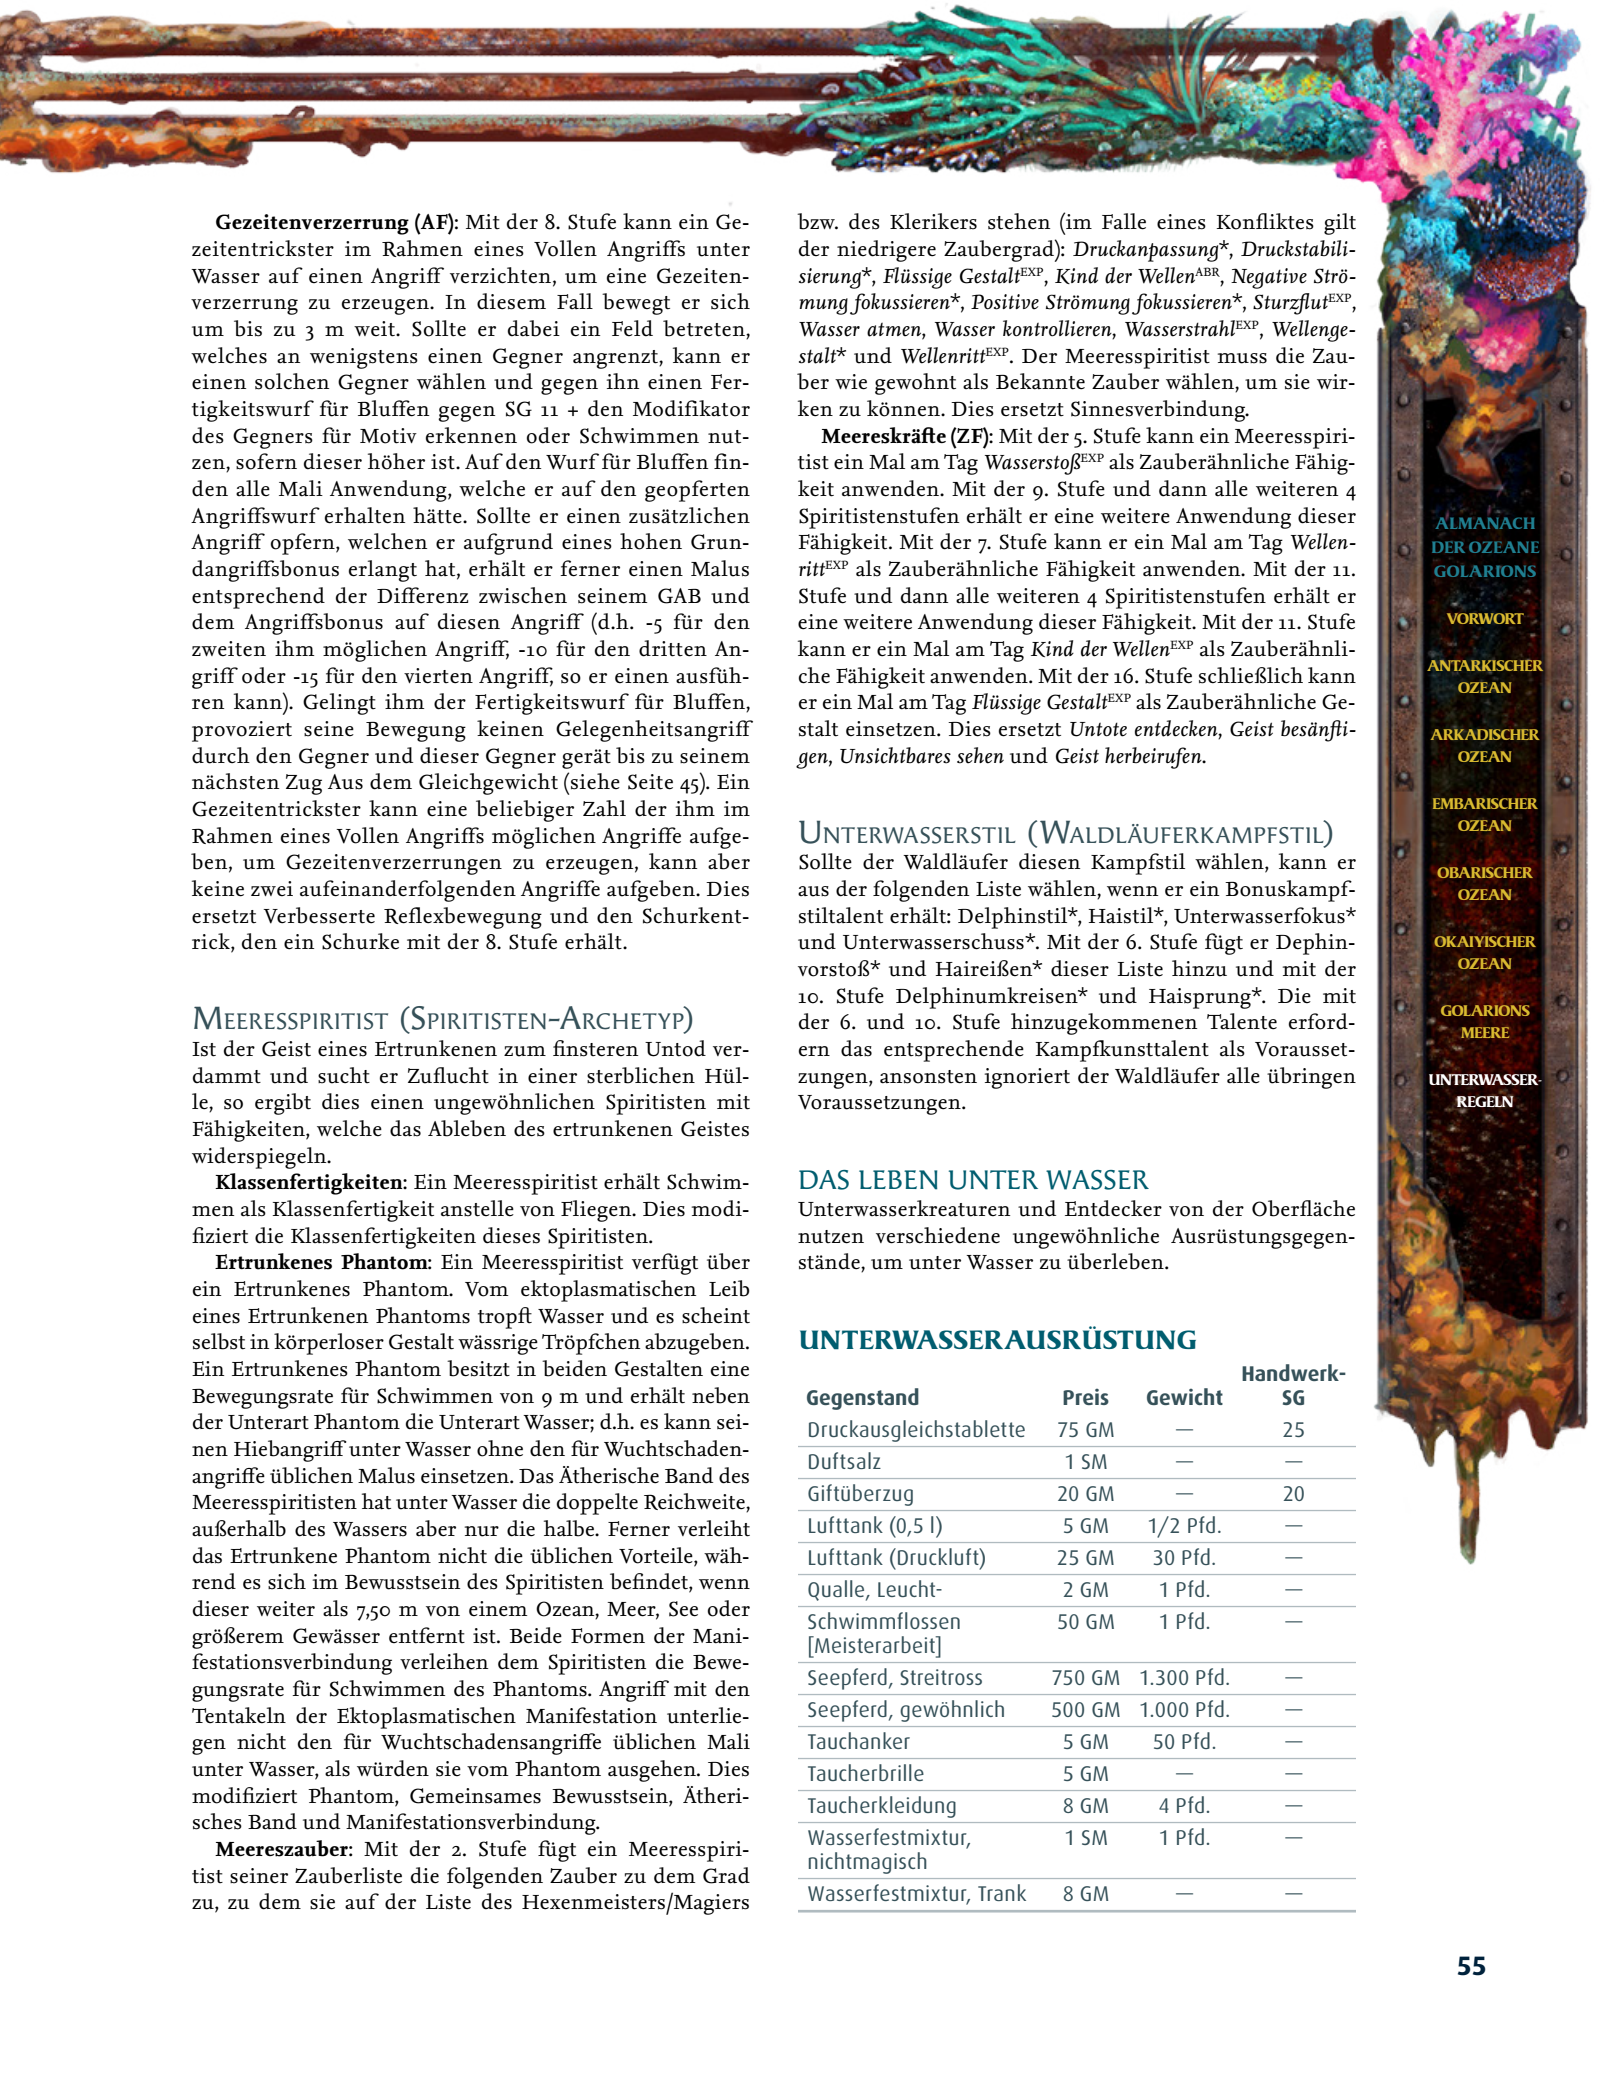 Gezeitenverzerrung (AF): Mit der 8. Stufe kann ein Ge-
zeitentrickster im Rahmen eines Vollen Angriffs unter
Wasser auf einen Angriff verzichten, um eine Gezeiten-
verzerrung zu erzeugen. In diesem Fall bewegt er sich
um bis zu 3 m weit. Sollte er dabei ein Feld betreten,
welches an wenigstens einen Gegner angrenzt, kann er
einen solchen Gegner wählen und gegen ihn einen Fer-
tigkeitswurf für Bluffen gegen SG 11 + den Modifikator
des Gegners für Motiv erkennen oder Schwimmen nut-
zen, sofern dieser höher ist. Auf den Wurf für Bluffen fin-
den alle Mali Anwendung, welche er auf den geopferten
Angriffswurf erhalten hätte. Sollte er einen zusätzlichen
Angriff opfern, welchen er aufgrund eines hohen Grun-
dangriffsbonus erlangt hat, erhält er ferner einen Malus
entsprechend der Differenz zwischen seinem GAB und
dem Angriffsbonus auf diesen Angriff (d.h. -5 für den
zweiten ihm möglichen Angriff, -10 für den dritten An-
griff oder -15 für den vierten Angriff, so er einen ausfüh-
ren kann). Gelingt ihm der Fertigkeitswurf für Bluffen,
provoziert seine Bewegung keinen Gelegenheitsangriff
durch den Gegner und dieser Gegner gerät bis zu seinem
nächsten Zug Aus dem Gleichgewicht (siehe Seite 45). Ein
Gezeitentrickster kann eine beliebiger Zahl der ihm im
Rahmen eines Vollen Angriffs möglichen Angriffe aufge-
ben, um Gezeitenverzerrungen zu erzeugen, kann aber
keine zwei aufeinanderfolgenden Angriffe aufgeben. Dies
ersetzt Verbesserte Reflexbewegung und den Schurkent-
rick, den ein Schurke mit der 8. Stufe erhält.
MEERESSPIRITIST (SPIRITISTEN-ARCHETYP)
Ist der Geist eines Ertrunkenen zum finsteren Untod ver-
dammt und sucht er Zuflucht in einer sterblichen Hül-
le, so ergibt dies einen ungewöhnlichen Spiritisten mit
Fähigkeiten, welche das Ableben des ertrunkenen Geistes
widerspiegeln.
Klassenfertigkeiten: Ein Meeresspiritist erhält Schwim-
men als Klassenfertigkeit anstelle von Fliegen. Dies modi-
fiziert die Klassenfertigkeiten dieses Spiritisten.
Ertrunkenes Phantom: Ein Meeresspiritist verfügt über
ein Ertrunkenes Phantom. Vom ektoplasmatischen Leib
eines Ertrunkenen Phantoms tropft Wasser und es scheint
selbst in körperloser Gestalt wässrige Tröpfchen abzugeben.
Ein Ertrunkenes Phantom besitzt in beiden Gestalten eine
Bewegungsrate für Schwimmen von 9 m und erhält neben
der Unterart Phantom die Unterart Wasser; d.h. es kann sei-
nen Hiebangriff unter Wasser ohne den für Wuchtschaden-
angriffe üblichen Malus einsetzen. Das Ätherische Band des
Meeresspiritisten hat unter Wasser die doppelte Reichweite,
außerhalb des Wassers aber nur die halbe. Ferner verleiht
das Ertrunkene Phantom nicht die üblichen Vorteile, wäh-
rend es sich im Bewusstsein des Spiritisten befindet, wenn
dieser weiter als 7,50 m von einem Ozean, Meer, See oder
größerem Gewässer entfernt ist. Beide Formen der Mani-
festationsverbindung verleihen dem Spiritisten die Bewe-
gungsrate für Schwimmen des Phantoms. Angriff mit den
Tentakeln der Ektoplasmatischen Manifestation unterlie-
gen nicht den für Wuchtschadensangriffe üblichen Mali
unter Wasser, als würden sie vom Phantom ausgehen. Dies
modifiziert Phantom, Gemeinsames Bewusstsein, Ätheri-
sches Band und Manifestationsverbindung.
Meereszauber: Mit der 2. Stufe fügt ein Meeresspiri-
tist seiner Zauberliste die folgenden Zauber zu dem Grad
zu, zu dem sie auf der Liste des Hexenmeisters/Magiers
bzw. des Klerikers stehen (im Falle eines Konfliktes gilt
der niedrigere Zaubergrad): Druckanpassung*, Druckstabili-
sierung*, Flüssige GestaltEXP, Kind der WellenABR, Negative Strö-
mung fokussieren*, Positive Strömung fokussieren*, SturzflutEXP,
Wasser atmen, Wasser kontrollieren, WasserstrahlEXP, Wellenge-
stalt* und WellenrittEXP. Der Meeresspiritist muss die Zau-
ber wie gewohnt als Bekannte Zauber wählen, um sie wir-
ken zu können. Dies ersetzt Sinnesverbindung.
Meereskräfte (ZF): Mit der 5. Stufe kann ein Meeresspiri-
tist ein Mal am Tag WasserstoßEXP als Zauberähnliche Fähig-
keit anwenden. Mit der 9. Stufe und dann alle weiteren 4
Spiritistenstufen erhält er eine weitere Anwendung dieser
Fähigkeit. Mit der 7. Stufe kann er ein Mal am Tag Wellen-
rittEXP als Zauberähnliche Fähigkeit anwenden. Mit der 11.
Stufe und dann alle weiteren 4 Spiritistenstufen erhält er
eine weitere Anwendung dieser Fähigkeit. Mit der 11. Stufe
kann er ein Mal am Tag Kind der WellenEXP als Zauberähnli-
che Fähigkeit anwenden. Mit der 16. Stufe schließlich kann
er ein Mal am Tag Flüssige GestaltEXP als Zauberähnliche Ge-
stalt einsetzen. Dies ersetzt Untote entdecken, Geist besänfti-
gen, Unsichtbares sehen und Geist herbeirufen.
UNTERWASSERSTIL (WALDLÄUFERKAMPFSTIL)
Sollte der Waldläufer diesen Kampfstil wählen, kann er
aus der folgenden Liste wählen, wenn er ein Bonuskampf-
stiltalent erhält: Delphinstil*, Haistil*, Unterwasserfokus*
und Unterwasserschuss*. Mit der 6. Stufe fügt er Dephin-
vorstoß* und Haireißen* dieser Liste hinzu und mit der
10. Stufe Delphinumkreisen* und Haisprung*. Die mit
der 6. und 10. Stufe hinzugekommenen Talente erford-
ern das entsprechende Kampfkunsttalent als Vorausset-
zungen, ansonsten ignoriert der Waldläufer alle übrigen
Voraussetzungen.
DAS LEBEN UNTER WASSER
Unterwasserkreaturen und Entdecker von der Oberfläche
nutzen verschiedene ungewöhnliche Ausrüstungsgegen-
stände, um unter Wasser zu überleben.
UNTERWASSERAUSRÜSTUNG
Handwerk-
Gegenstand Preis Gewicht SG
Druckausgleichstablette 75 GM — 25
Duftsalz 1 SM — —
Giftüberzug 20 GM — 20
Lufttank (0,5 l) 5 GM 1/2 Pfd. —
Lufttank (Druckluft) 25 GM 30 Pfd. —
Qualle, Leucht- 2 GM 1 Pfd. —
Schwimmflossen 50 GM 1 Pfd. —
[Meisterarbeit]
Seepferd, Streitross 750 GM 1.300 Pfd. —
Seepferd, gewöhnlich 500 GM 1.000 Pfd. —
Tauchanker 5 GM 50 Pfd. —
Taucherbrille 5 GM — —
Taucherkleidung 8 GM 4 Pfd. —
Wasserfestmixtur, 1 SM 1 Pfd. —
nichtmagisch
Wasserfestmixtur, Trank 8 GM — —
ALMANACH
DER OZEANE
GOLARIONS
VORWORT
ANTARKISCHER
OZEAN
ARKADISCHER
OZEAN
EMBARISCHER
OZEAN
OBARISCHER
OZEAN
OKAIYISCHER
OZEAN
GOLARIONS
MEERE
UNTERWASSER-
REGELN
55